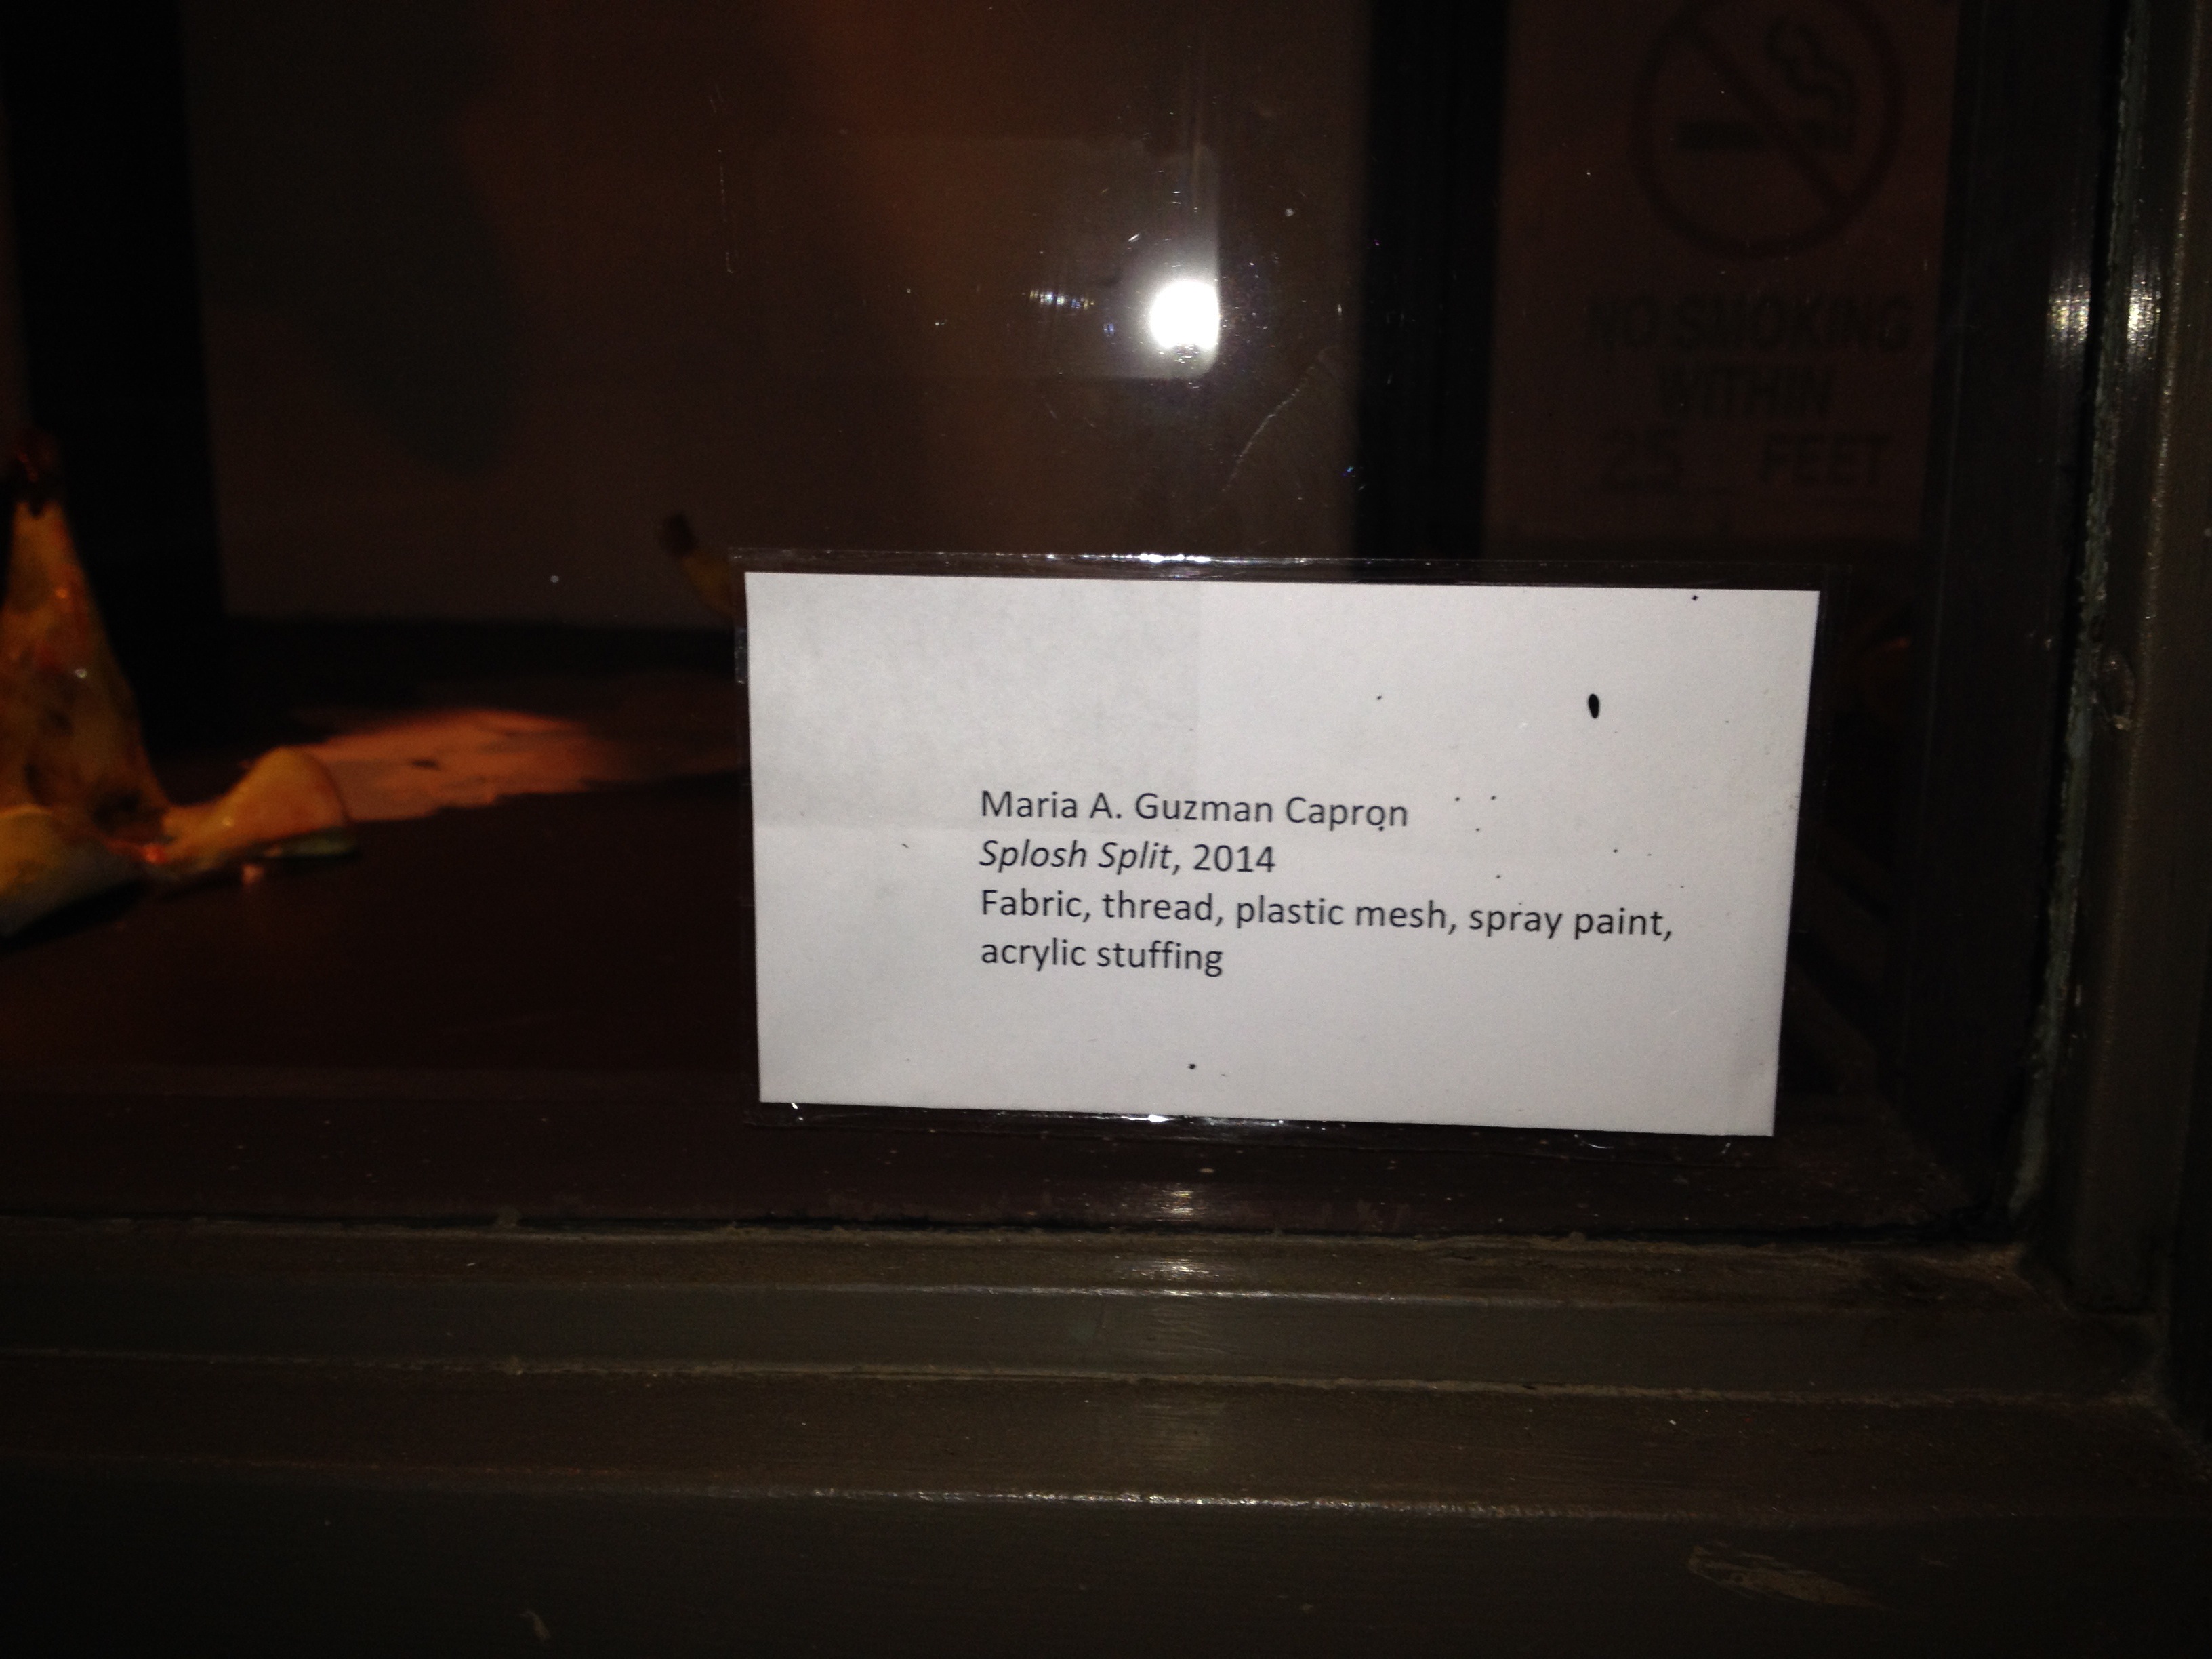 NO SMOKING
WITHIN
25 FEET
Maria A. Guzman Capron
Splosh Split, 2014
Fabric, thread, plastic mesh, spray paint,
acrylic stuffing